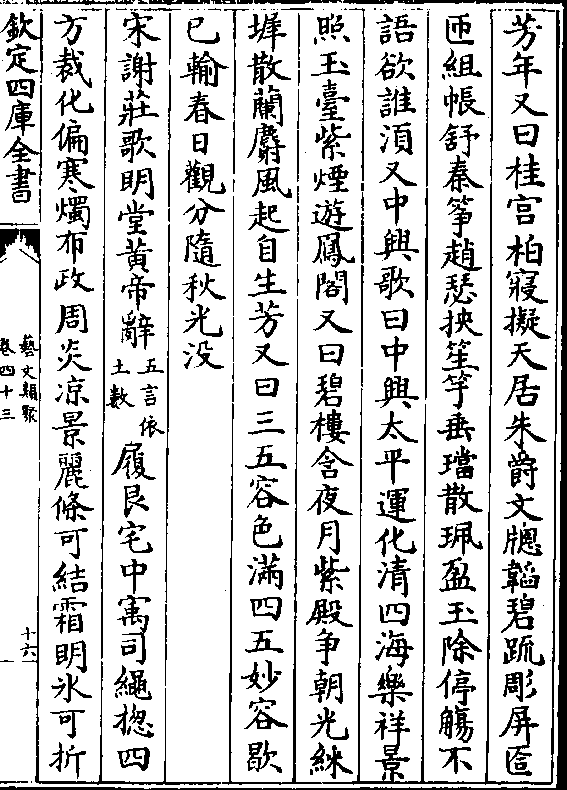 芳年又曰桂宫柏寢擬天居朱爵文牕韜碧䟽彫屏匼
匝組帳舒秦筝趙瑟挾笙竽垂璫散珮盈玉除停觴不
語欲誰湏又中興歌曰中興太平運化清四海樂祥景
照玉臺紫煙遊鳳閣又曰碧樓含夜月紫殿争朝光綵
墀散蘭麝風起自生芳又曰三五容色滿四五妙容歇
已輸春日觀分隨秋光没
宋謝莊歌明堂黄帝辭五言依土數履艮宅中㝢司繩揔四
方裁化偏寒燠布政周炎凉景麗條可結霜明氷可折
欽定四庫全書
藝文類聚
卷四十三
十六